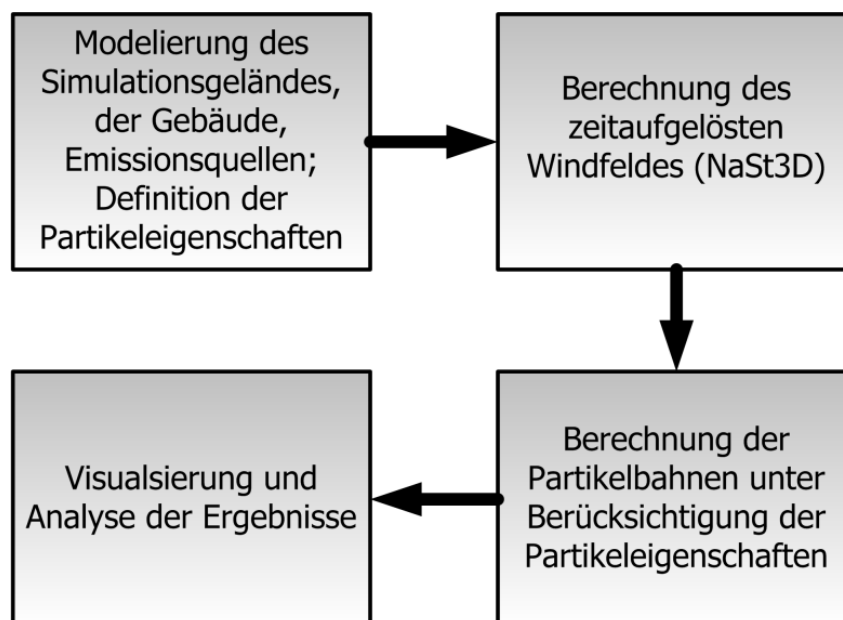 Modelierung des
Simulationsgeländes,
der Gebäude,
Emissionsquellen;
Definition der
Partikeleigenschaften
Berechnung des
zeitaufgelösten
Windfeldes (NaSt3D)
Berechnung der
Partikelbahnen unter
Berücksichtigung der
Partikeleigenschaften
Visualsierung und
Analyse der Ergebnisse